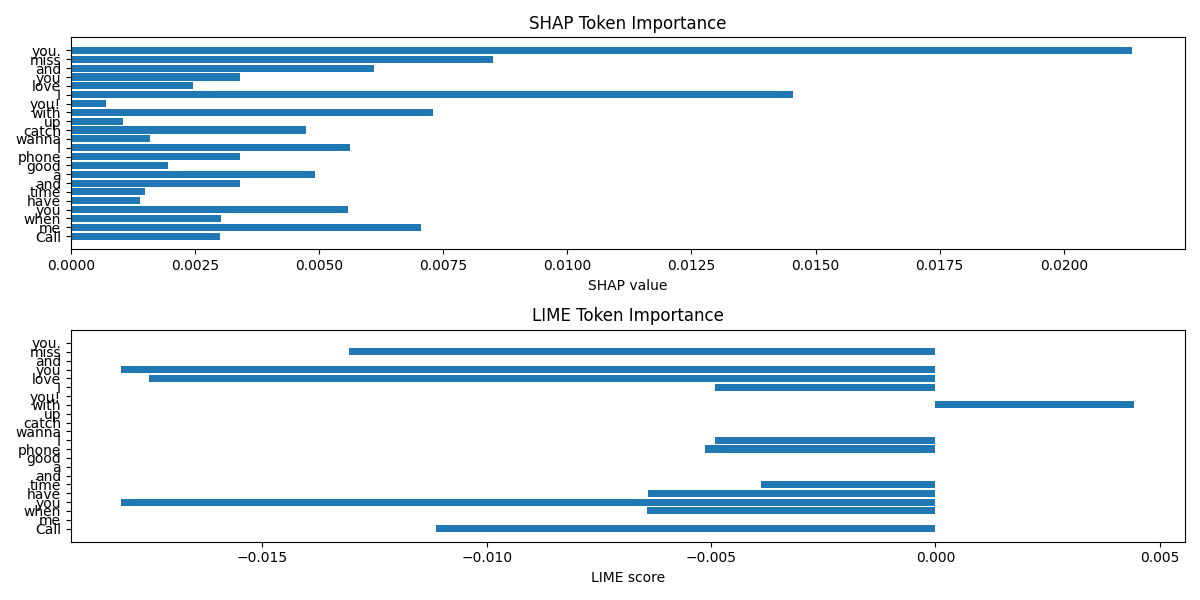 SHAP Token Importance
you.
miss
and
you
love
I
you!
with
up
catch
wanna
I
phone
good
a
and
time
have
you
when
me
Call
0.0000 0.0025 0.0050 0.0075 0.0100 0.0125 0.0150 0.0175 0.0200
SHAP value
LIME Token Importance
you.
miss
and
you
love
I
you!
with
up
catch
wanna
I
phone
good
a
and
time
have
you
when
me
Call
−0.015 −0.010 −0.005 0.000 0.005
LIME score